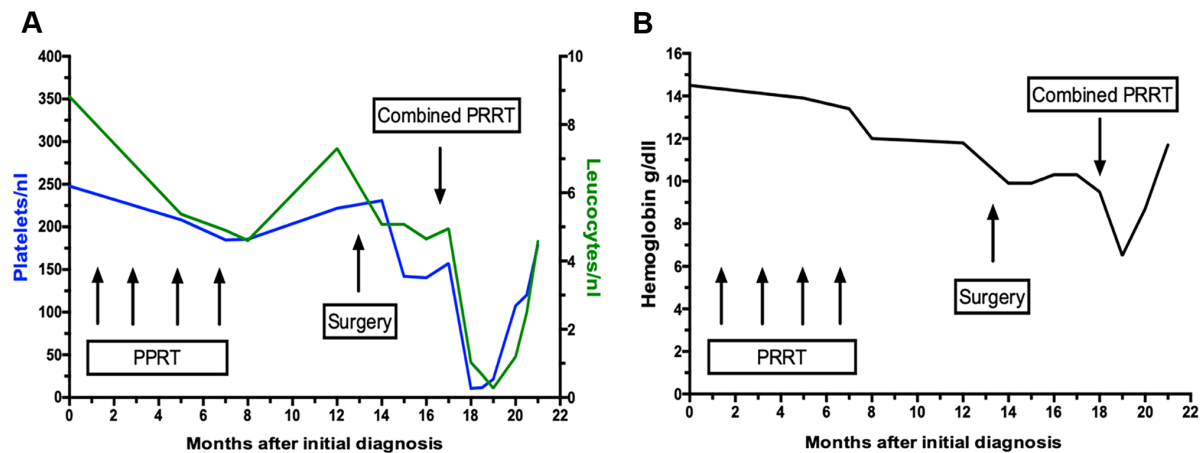 A
Platelets/nl
400
350
300
250
200
150
100
50
0
10
8
6
4
2
0
Leucocytes/nl
Combined PRRT
Surgery
PPRT
0 2 4 6 8 10 12 14 16 18 20 22
Months after initial diagnosis
B
Hemoglobin g/dll
16
14
12
10
8
6
4
2
0
Combined PRRT
Surgery
PRRT
0 2 4 6 8 10 12 14 16 18 20 22
Months after initial diagnosis